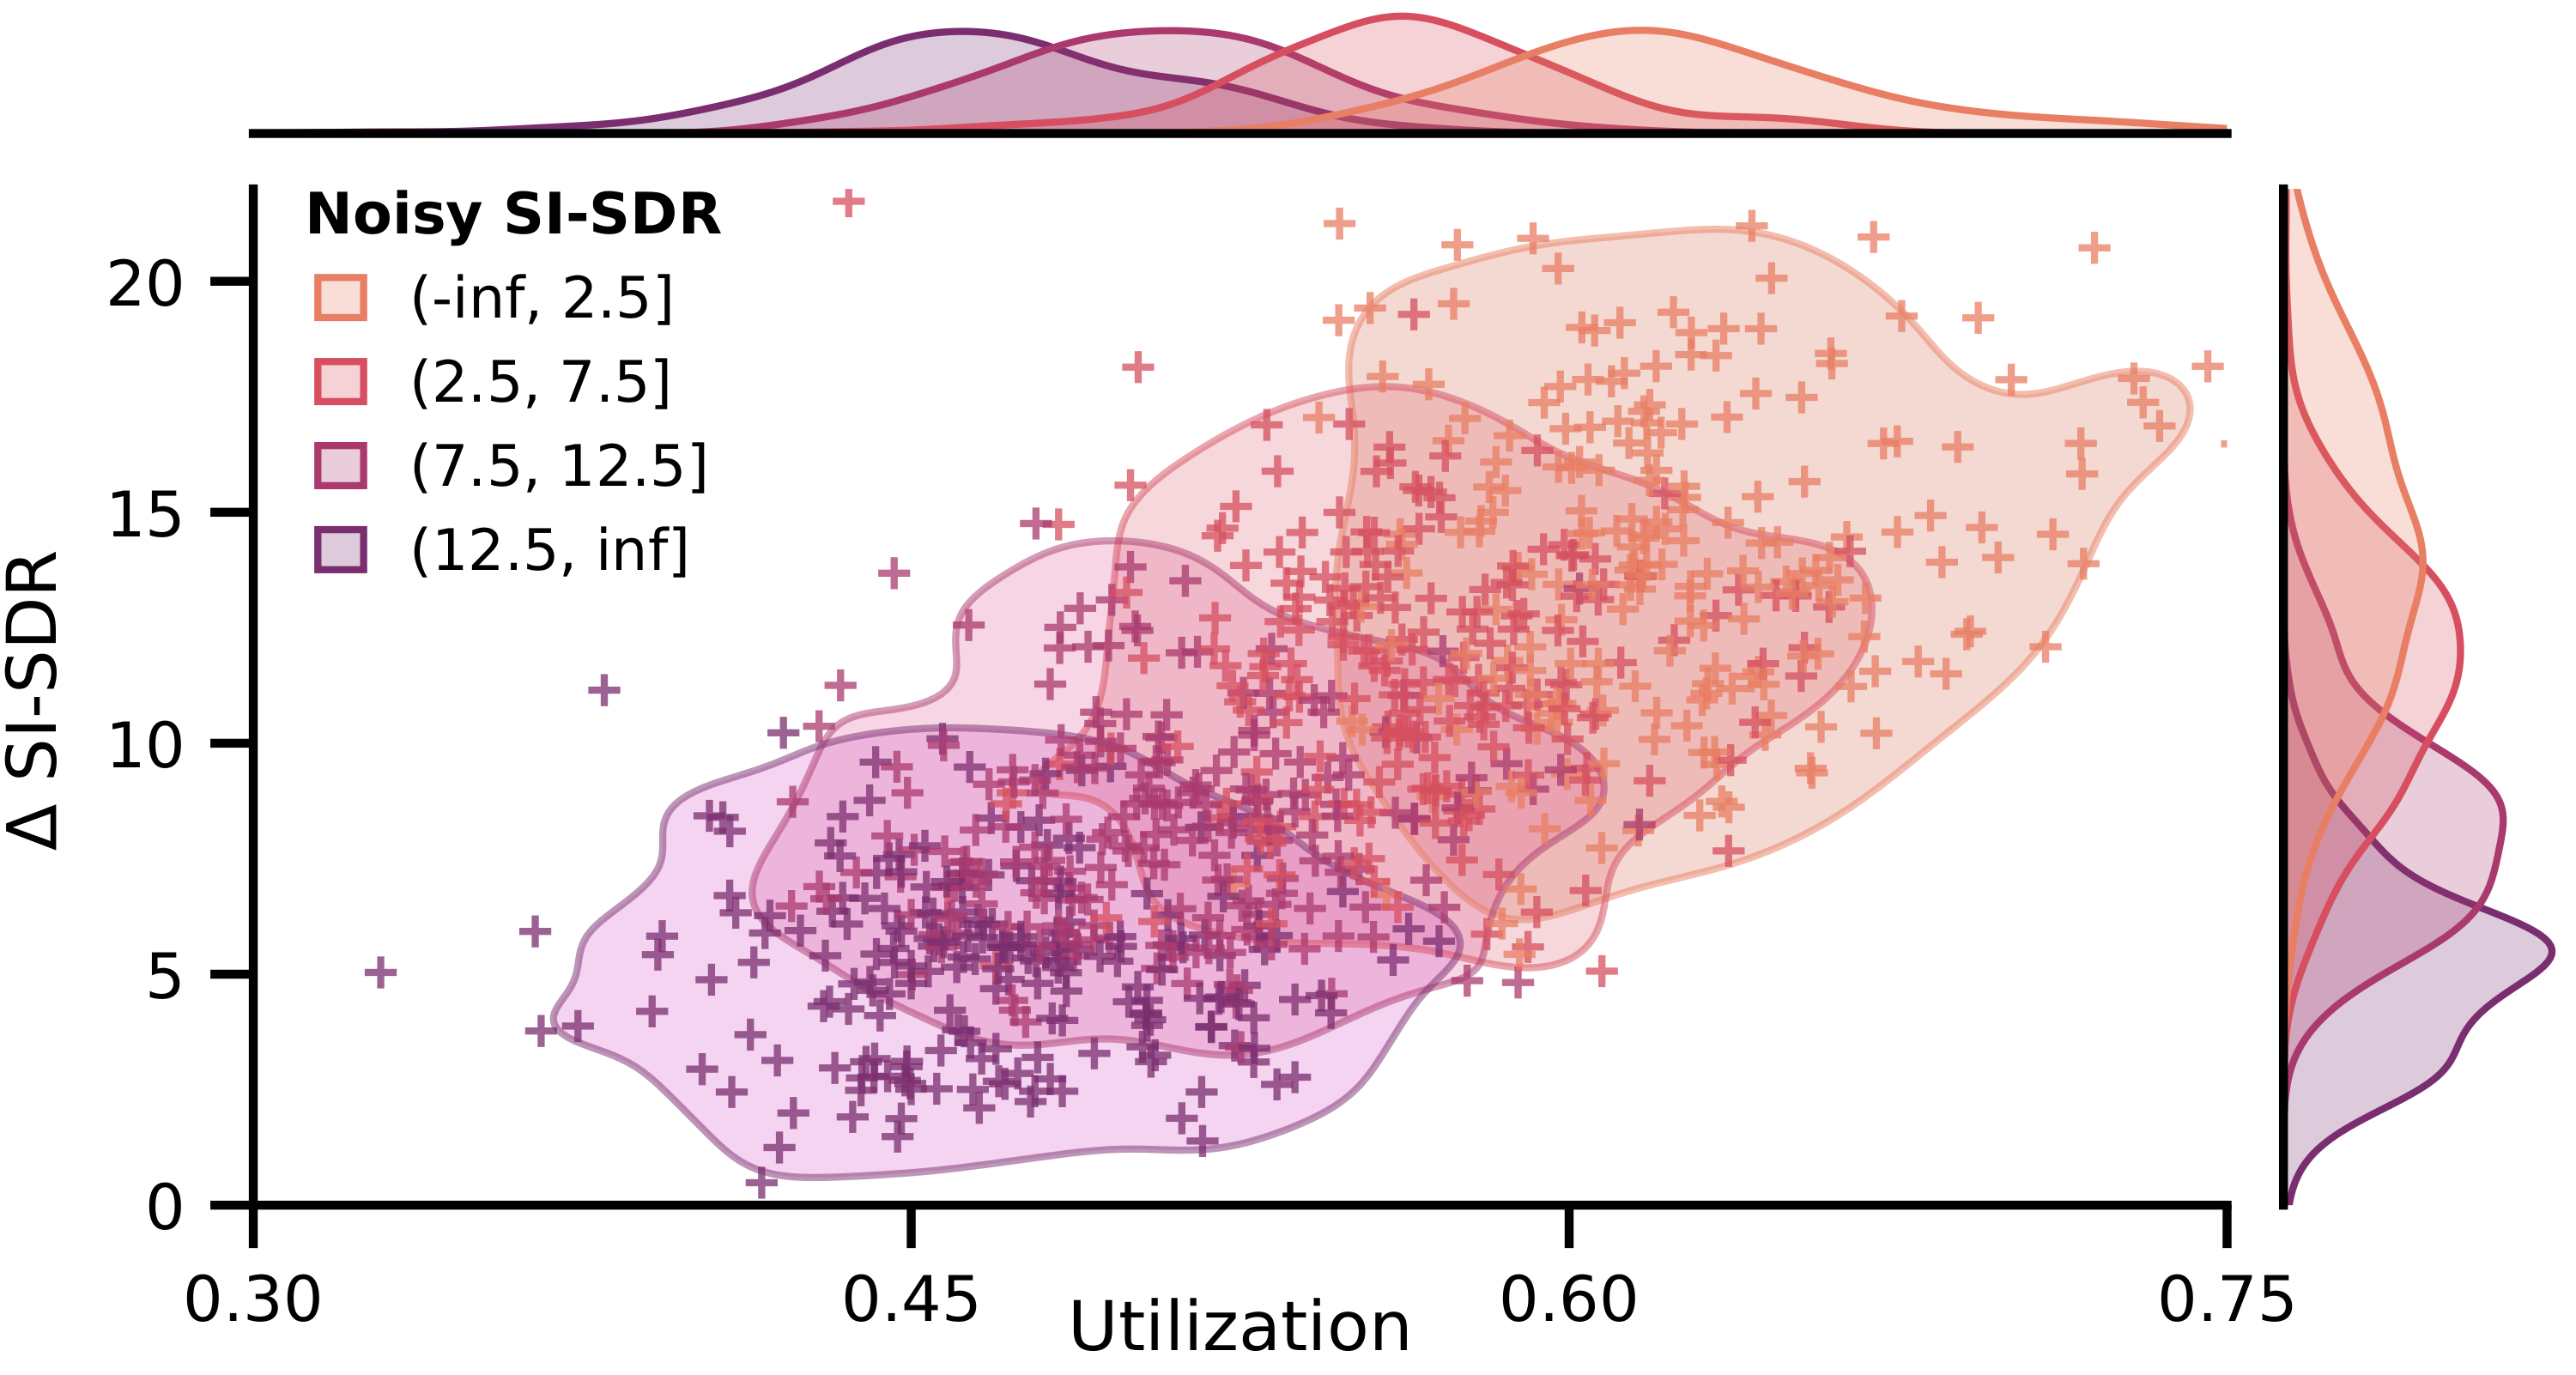 Noisy SI-SDR
(-inf, 2.5]
(2.5, 7.5]
(7.5, 12.5]
(12.5, inf]
Δ SI-SDR
20
15
10
5
0
0.30
0.45
0.60
0.75
Utilization